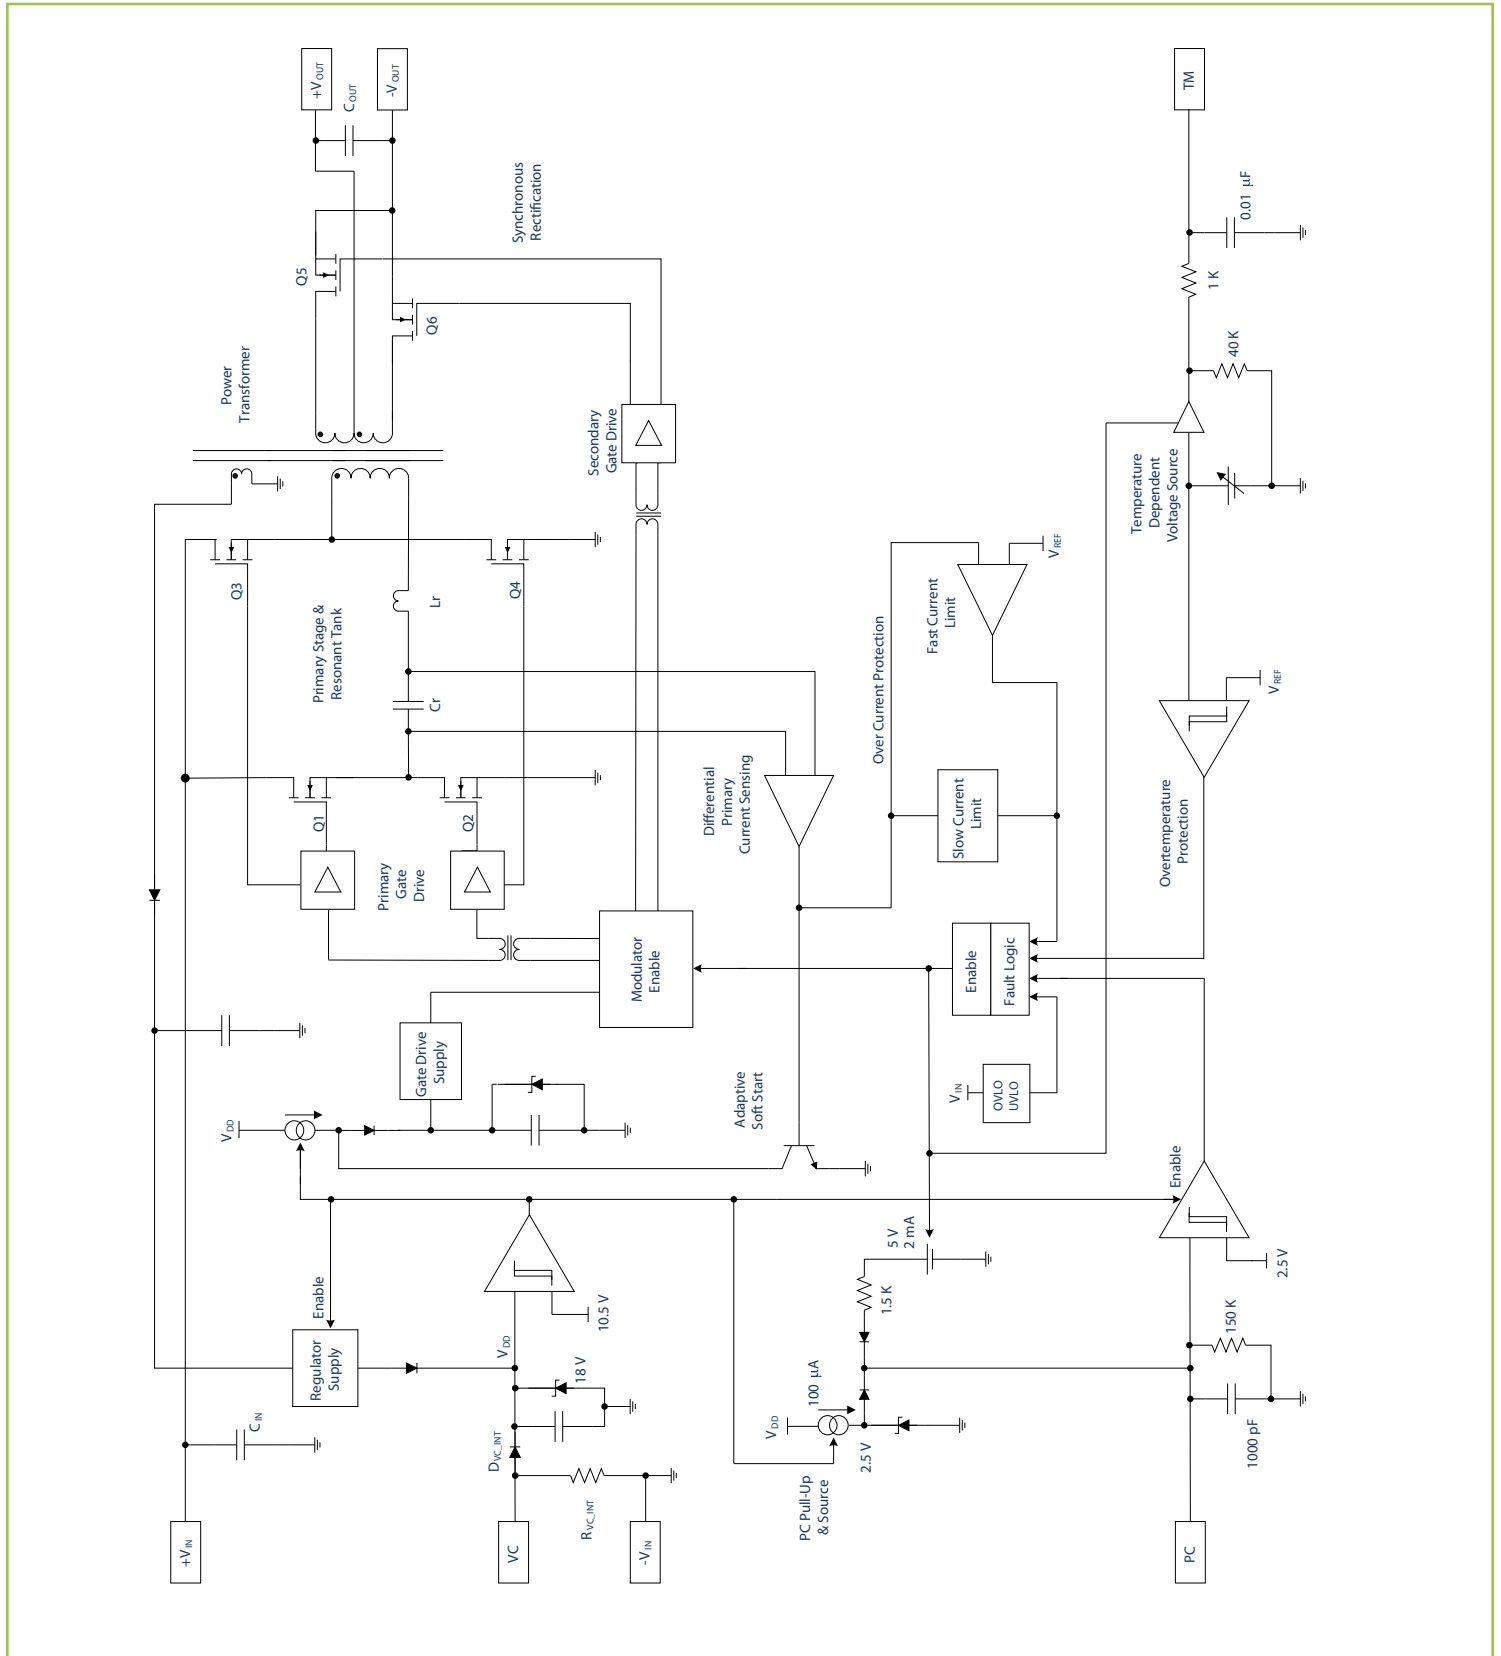 +VOUT
COUT
-VOUT
TM
Synchronous
Rectification
0.01 μF
Q5
Q6
1 K
Power
Transformer
40 K
Secondary
Gate Drive
Temperature
Dependent
Voltage Source
Q3
Primary Stage &
Resonant Tank
Lr
Q4
VREF
Fast Current
Limit
Over Current Protection
Cr
VREF
Q1
Q2
Primary
Gate
Drive
Differential
Primary
Current Sensing
Slow Current
Limit
Overtemperature
Protection
Modulator
Enable
Enable
Fault Logic
Gate Drive
Supply
VDD
Adaptive
Soft Start
VIN
OVLO
UVLO
Enable
Enable
5 V
2 mA
2.5 V
10.5 V
1.5 K
150 K
Regulator
Supply
VDD
18 V
100 μA
VDD
2.5 V
1000 pF
CIN
DVC_INT
RVC_INT
PC Pull-Up
& Source
+VIN
VC
-VIN
PC